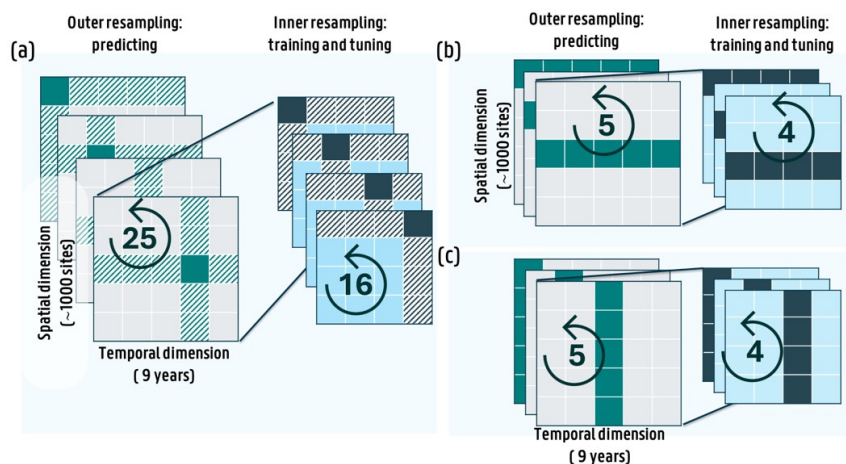 (a)
Outer resampling:
predicting
Inner resampling:
training and tuning
Spatial dimension
(~1000 sites)
25
16
Temporal dimension
( 9 years)
(b)
Outer resampling:
predicting
Inner resampling:
training and tuning
Spatial dimension
(~1000 sites)
5
4
(c)
5
4
Temporal dimension
( 9 years)